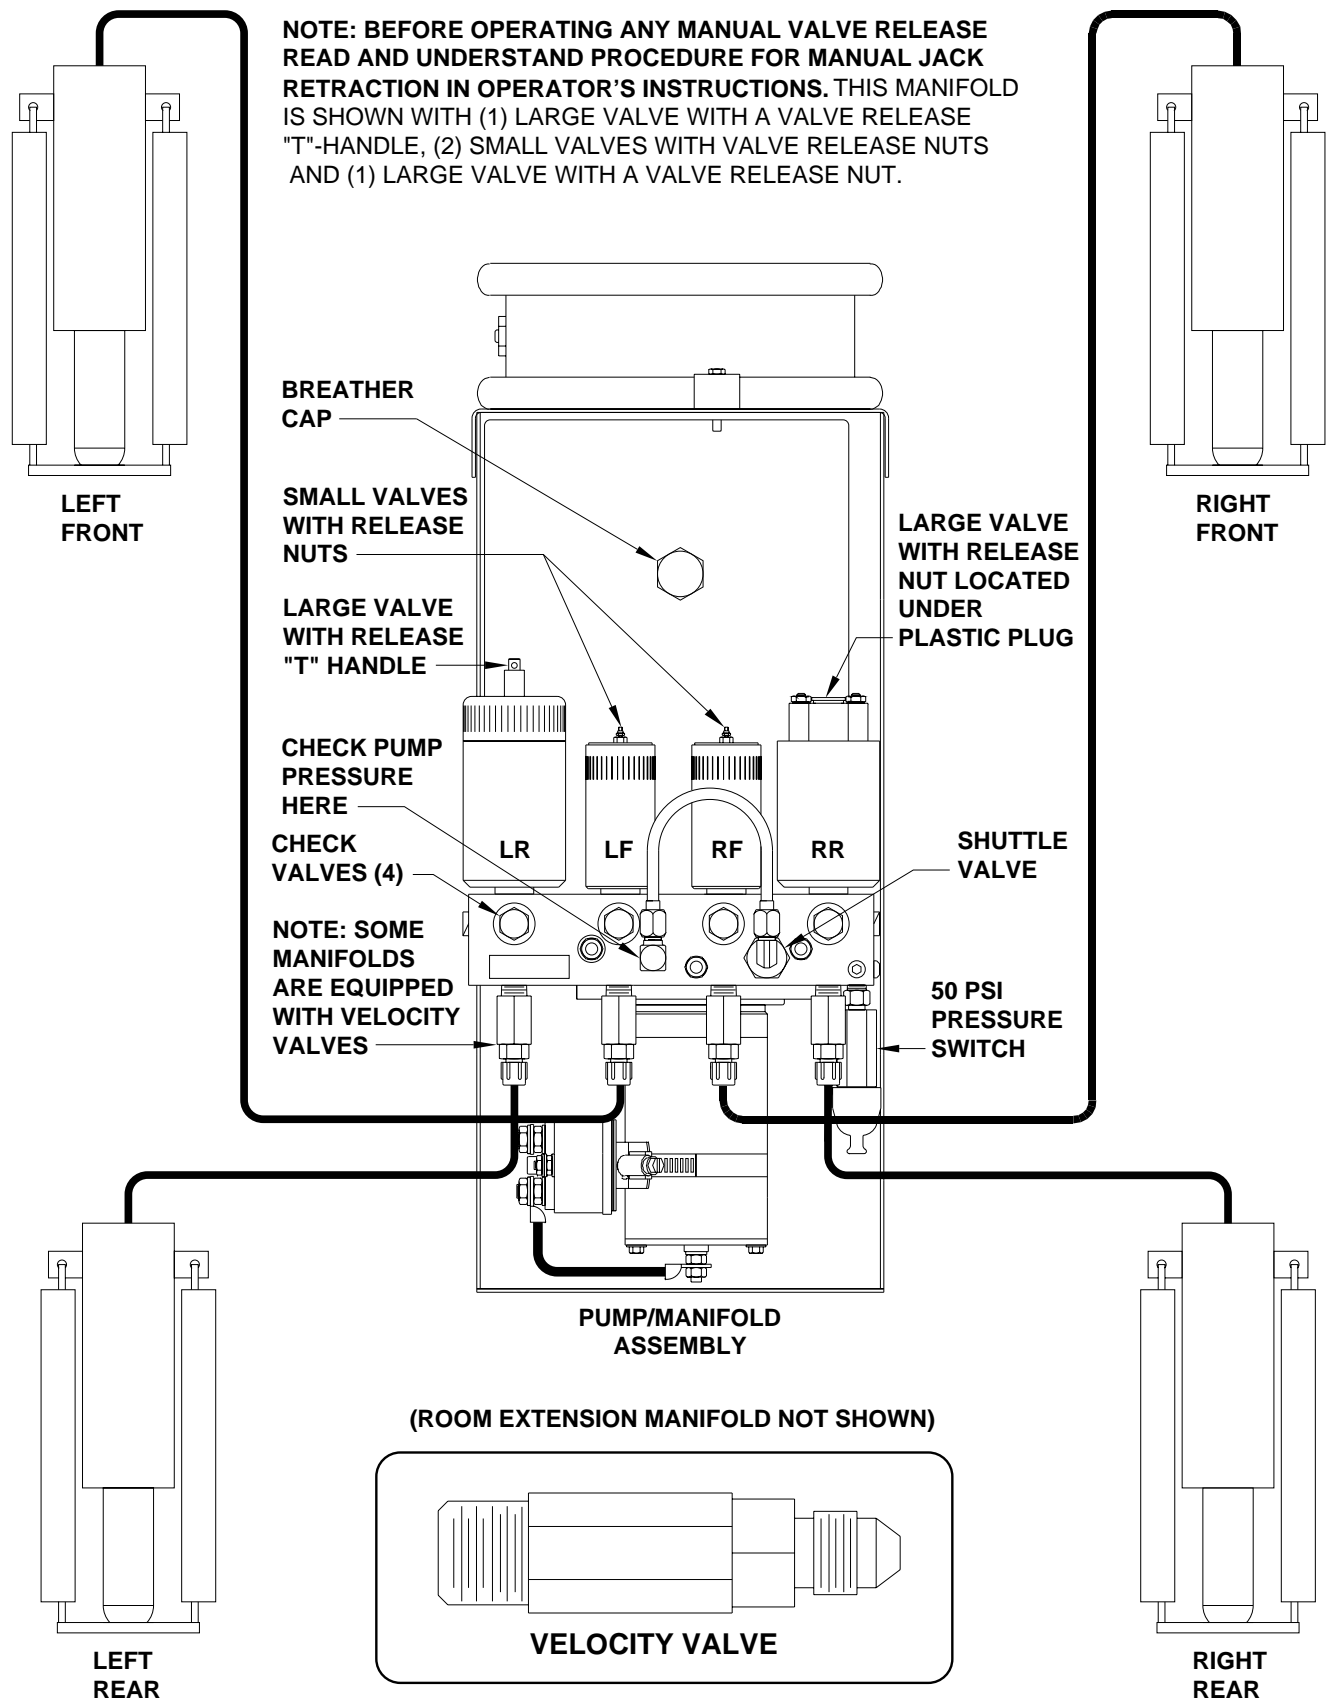 NOTE: BEFORE OPERATING ANY MANUAL VALVE RELEASE
READ AND UNDERSTAND PROCEDURE FOR MANUAL JACK
RETRACTION IN OPERATOR'S INSTRUCTIONS. THIS MANIFOLD
IS SHOWN WITH (1) LARGE VALVE WITH A VALVE RELEASE
"T"-HANDLE, (2) SMALL VALVES WITH VALVE RELEASE NUTS
AND (1) LARGE VALVE WITH A VALVE RELEASE NUT.
LEFT
FRONT
RIGHT
FRONT
BREATHER
CAP
SMALL VALVES
WITH RELEASE
NUTS
LARGE VALVE
WITH RELEASE
"T" HANDLE
LARGE VALVE
WITH RELEASE
NUT LOCATED
UNDER
PLASTIC PLUG
CHECK PUMP
PRESSURE
HERE
CHECK
VALVES (4)
LR
LF
RF
RR
SHUTTLE
VALVE
NOTE: SOME
MANIFOLDS
ARE EQUIPPED
WITH VELOCITY
VALVES
50 PSI
PRESSURE
SWITCH
PUMP/MANIFOLD
ASSEMBLY
(ROOM EXTENSION MANIFOLD NOT SHOWN)
VELOCITY VALVE
LEFT
REAR
RIGHT
REAR